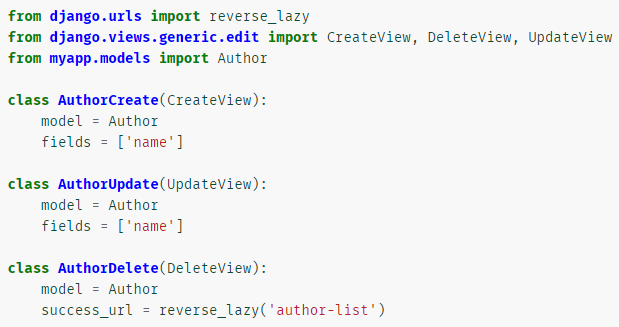 from django.urls import reverse_lazy
from django.views.generic.edit import CreateView, DeleteView, UpdateView
from myapp.models import Author

class AuthorCreate(CreateView):
    model = Author
    fields = ['name']

class AuthorUpdate(UpdateView):
    model = Author
    fields = ['name']

class AuthorDelete(DeleteView):
    model = Author
    success_url = reverse_lazy('author-list')